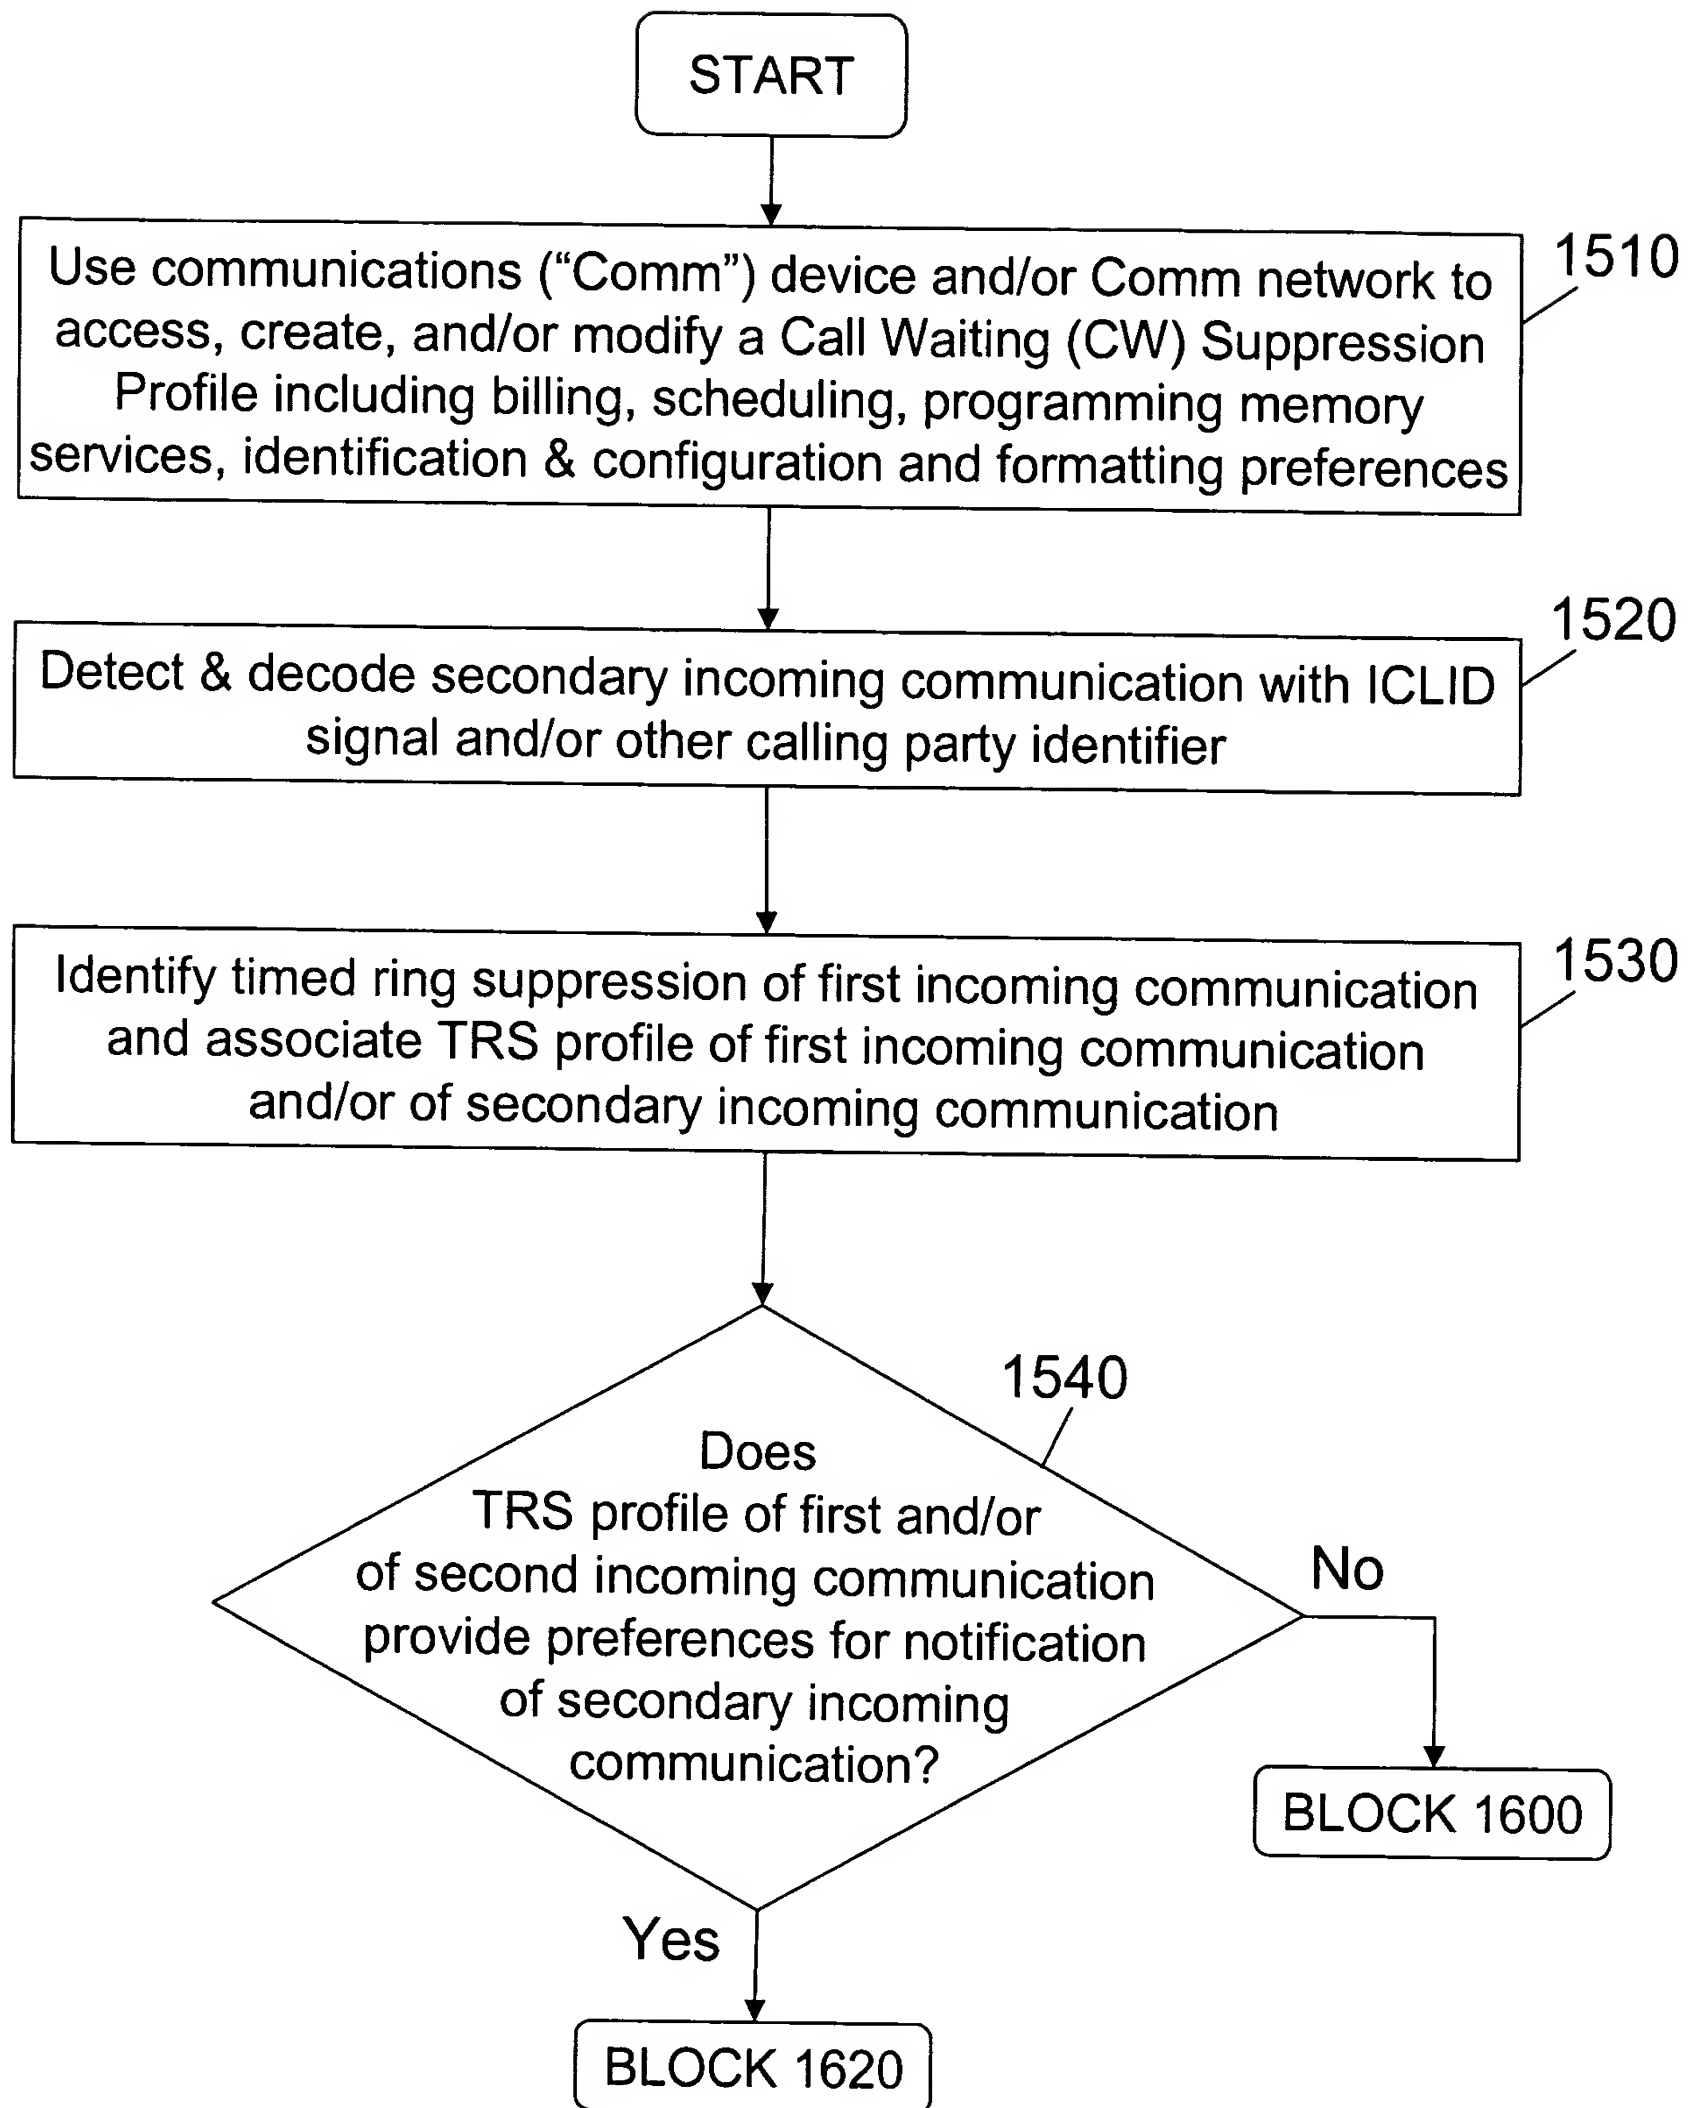 START
Use communications (“Comm”) device and/or Comm network to
access, create, and/or modify a Call Waiting (CW) Suppression
Profile including billing, scheduling, programming memory
services, identification & configuration and formatting preferences
1510
Detect & decode secondary incoming communication with ICLID
signal and/or other calling party identifier
1520
Identify timed ring suppression of first incoming communication
and associate TRS profile of first incoming communication
and/or of secondary incoming communication
1530
1540
Does
TRS profile of first and/or
of second incoming communication
provide preferences for notification
of secondary incoming
communication?
No
BLOCK 1600
Yes
BLOCK 1620